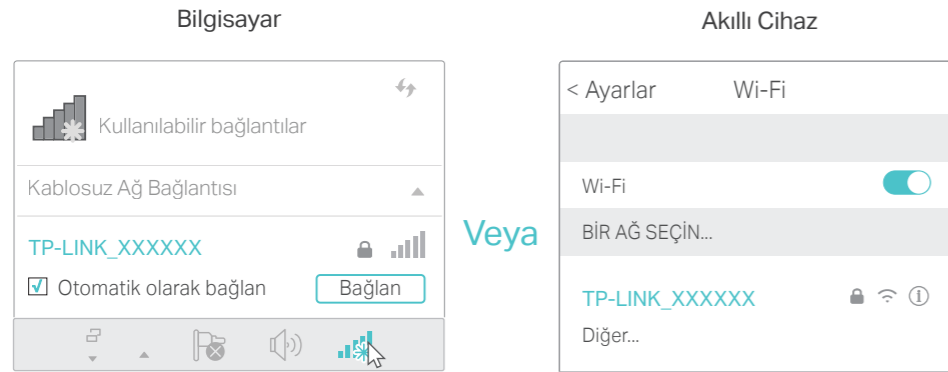 Bilgisayar
Kullanılabilir bağlantılar
Kablosuz Ağ Bağlantısı
TP-LINK_XXXXXX
Otomatik olarak bağlan
Bağlan
Veya
Akıllı Cihaz
< Ayarlar Wi-Fi
Wi-Fi
BİR AĞ SEÇİN...
TP-LINK_XXXXXX
Diğer...